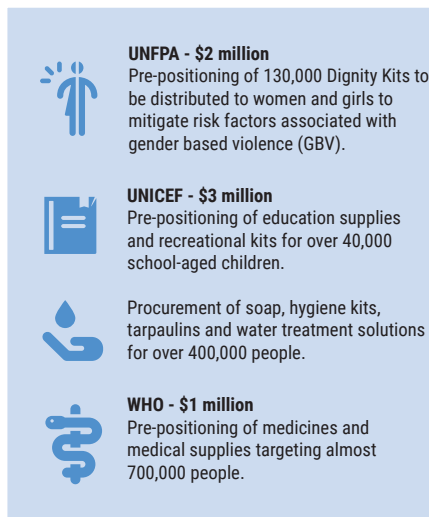 UNFPA - $2 million
Pre-positioning of 130,000 Dignity Kits to
be distributed to women and girls to
mitigate risk factors associated with
gender based violence (GBV).
UNICEF - $3 million
Pre-positioning of education supplies
and recreational kits for over 40,000
school-aged children.
Procurement of soap, hygiene kits,
tarpaulins and water treatment solutions
for over 400,000 people.
WHO - $1 million
Pre-positioning of medicines and
medical supplies targeting almost
700,000 people.